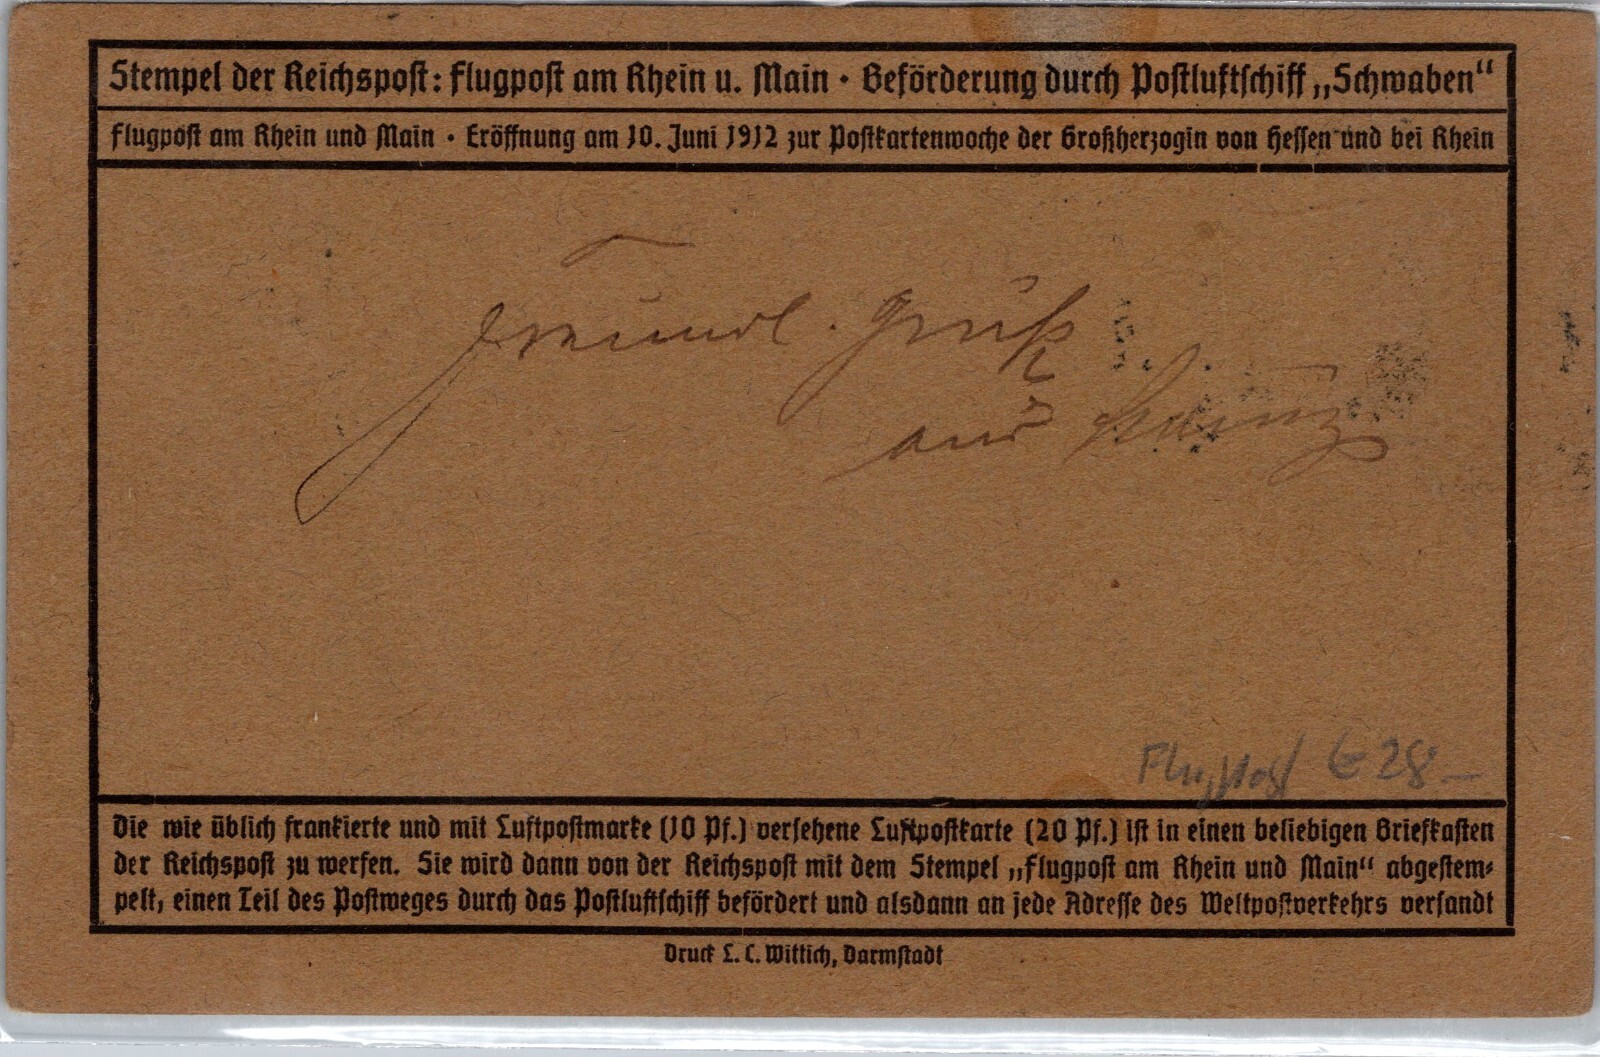 Stempel der Reichspost: Flugpost am Rhein u. Main · Beförderung durch Postluftschiff „Schwaben“
Flugpost am Rhein und Main · Eröffnung am 10. Juni 1912 zur Postkartenwoche der Großherzogin von Hessen und bei Rhein
Freundl. Gruß
aus Mainz
Flugpost € 28.–
Die wie üblich frankierte und mit Luftpostmarke (10 Pf.) versehene Luftpostkarte (20 Pf.) ist in einen beliebigen Briefkasten
der Reichspost zu werfen. Sie wird dann von der Reichspost mit dem Stempel „Flugpost am Rhein und Main“ abgestem-
pelt, einen Teil des Postweges durch das Postluftschiff befördert und alsdann an jede Adresse des Weltpostverkehrs versandt
Druck L. C. Wittich, Darmstadt